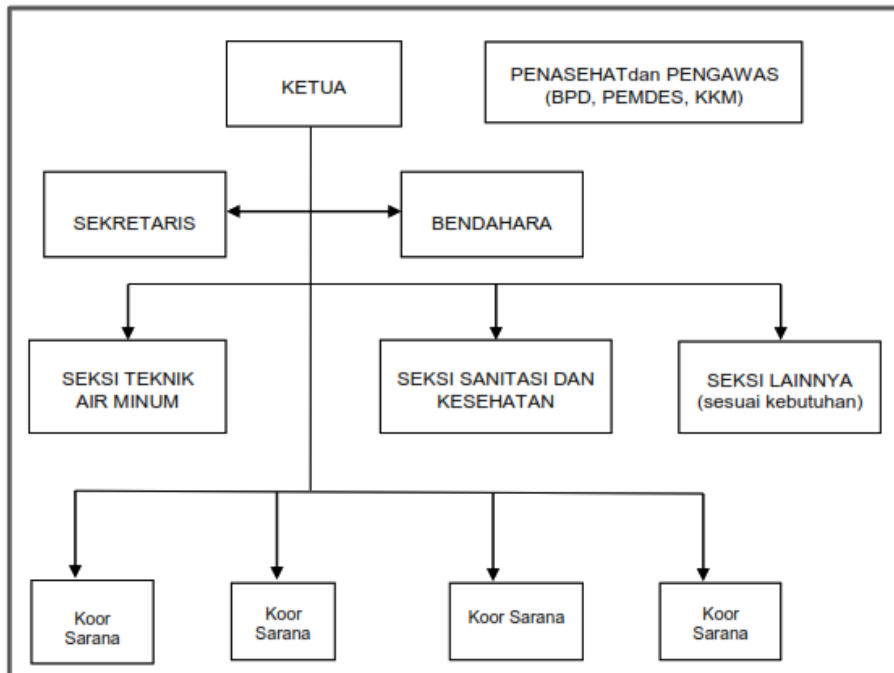 KETUA
PENASEHATdan PENGAWAS
(BPD, PEMDES, KKM)
SEKRETARIS
BENDAHARA
SEKSI TEKNIK
AIR MINUM
SEKSI SANITASI DAN
KESEHATAN
SEKSI LAINNYA
(sesuai kebutuhan)
Koor
Sarana
Koor
Sarana
Koor Sarana
Koor
Sarana